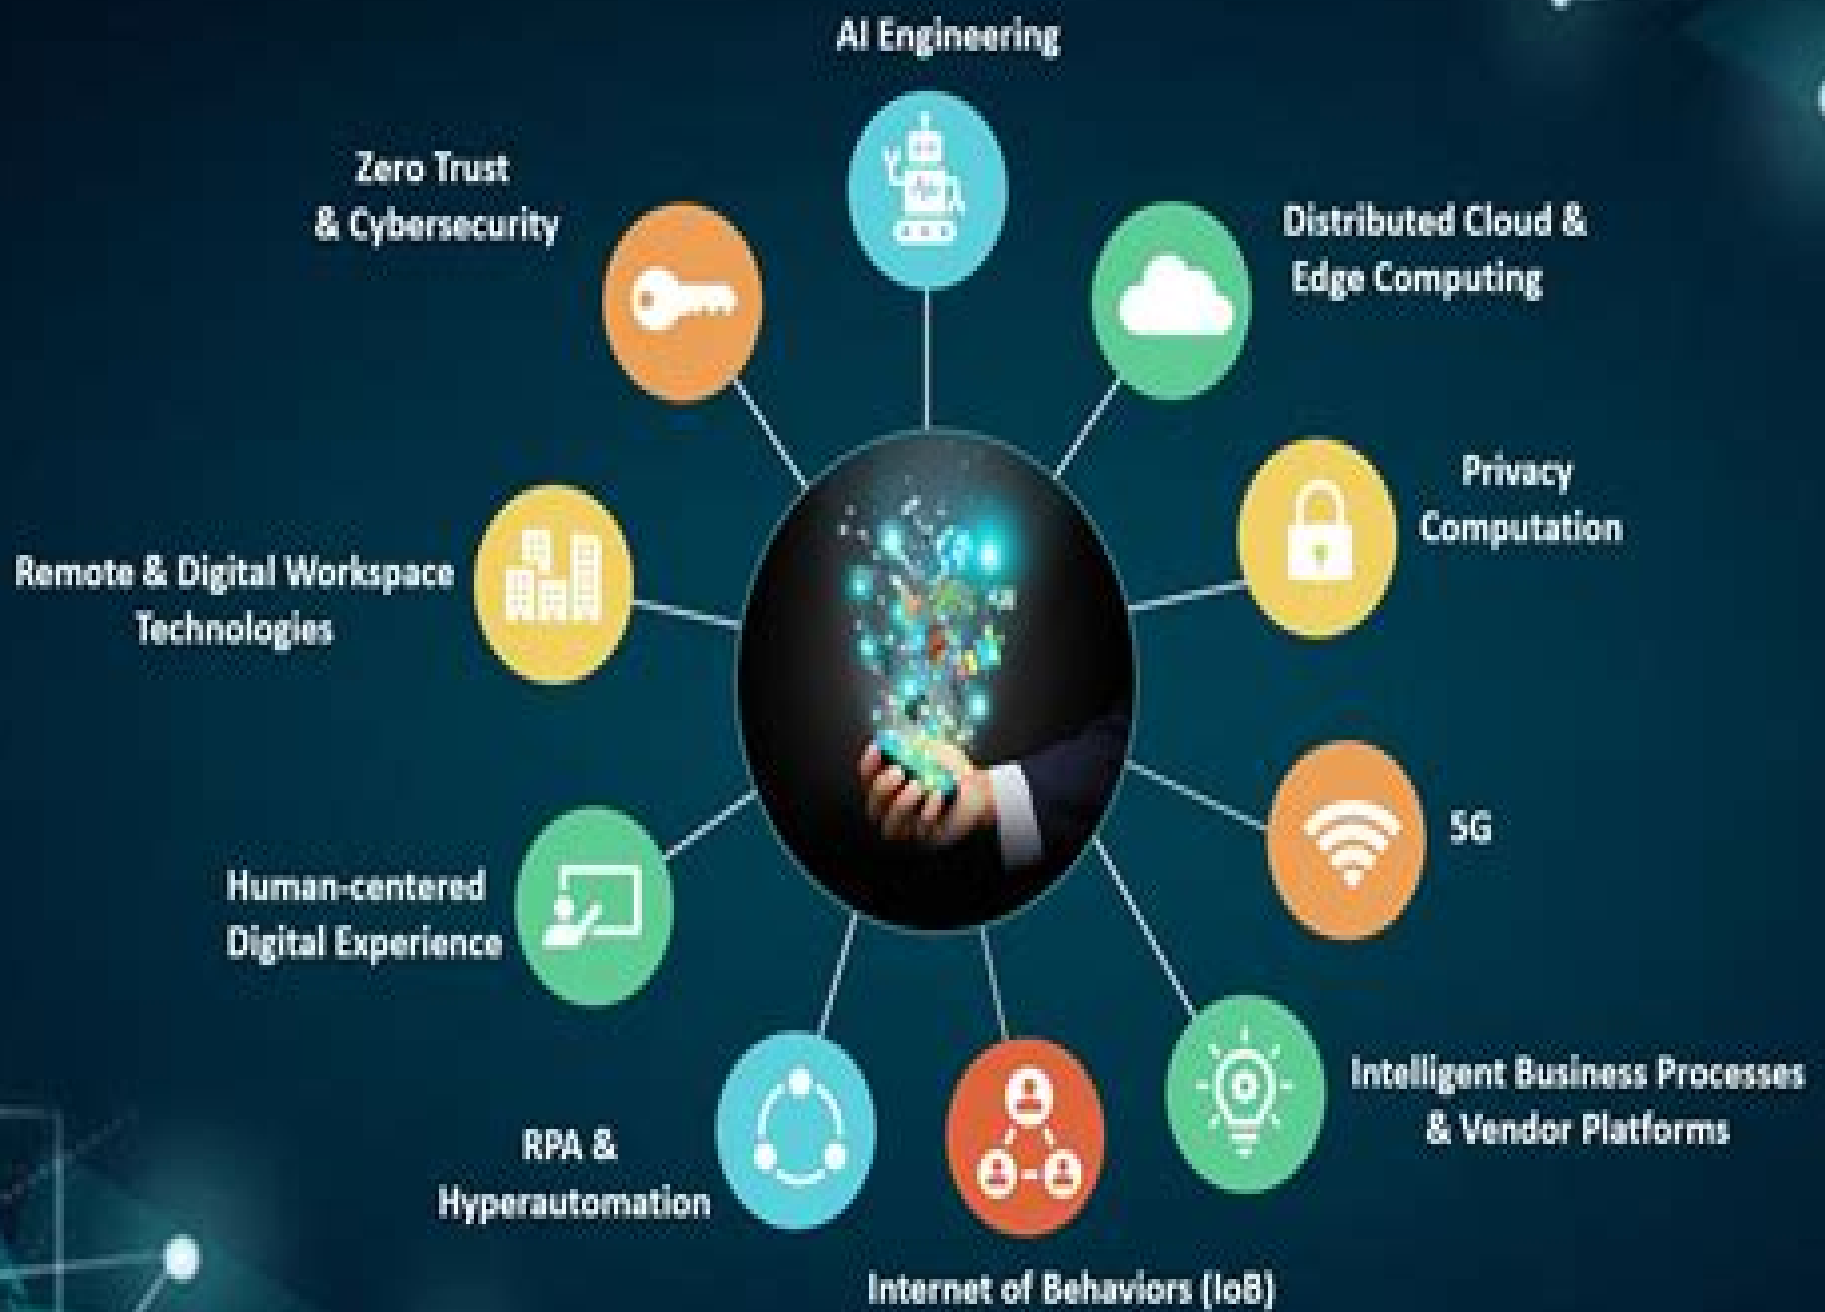 AI Engineering
Zero Trust
& Cybersecurity
Distributed Cloud &
Edge Computing
Privacy
Computation
Remote & Digital Workspace
Technologies
5G
Human-centered
Digital Experience
Intelligent Business Processes
& Vendor Platforms
RPA &
Hyperautomation
Internet of Behaviors (IoB)